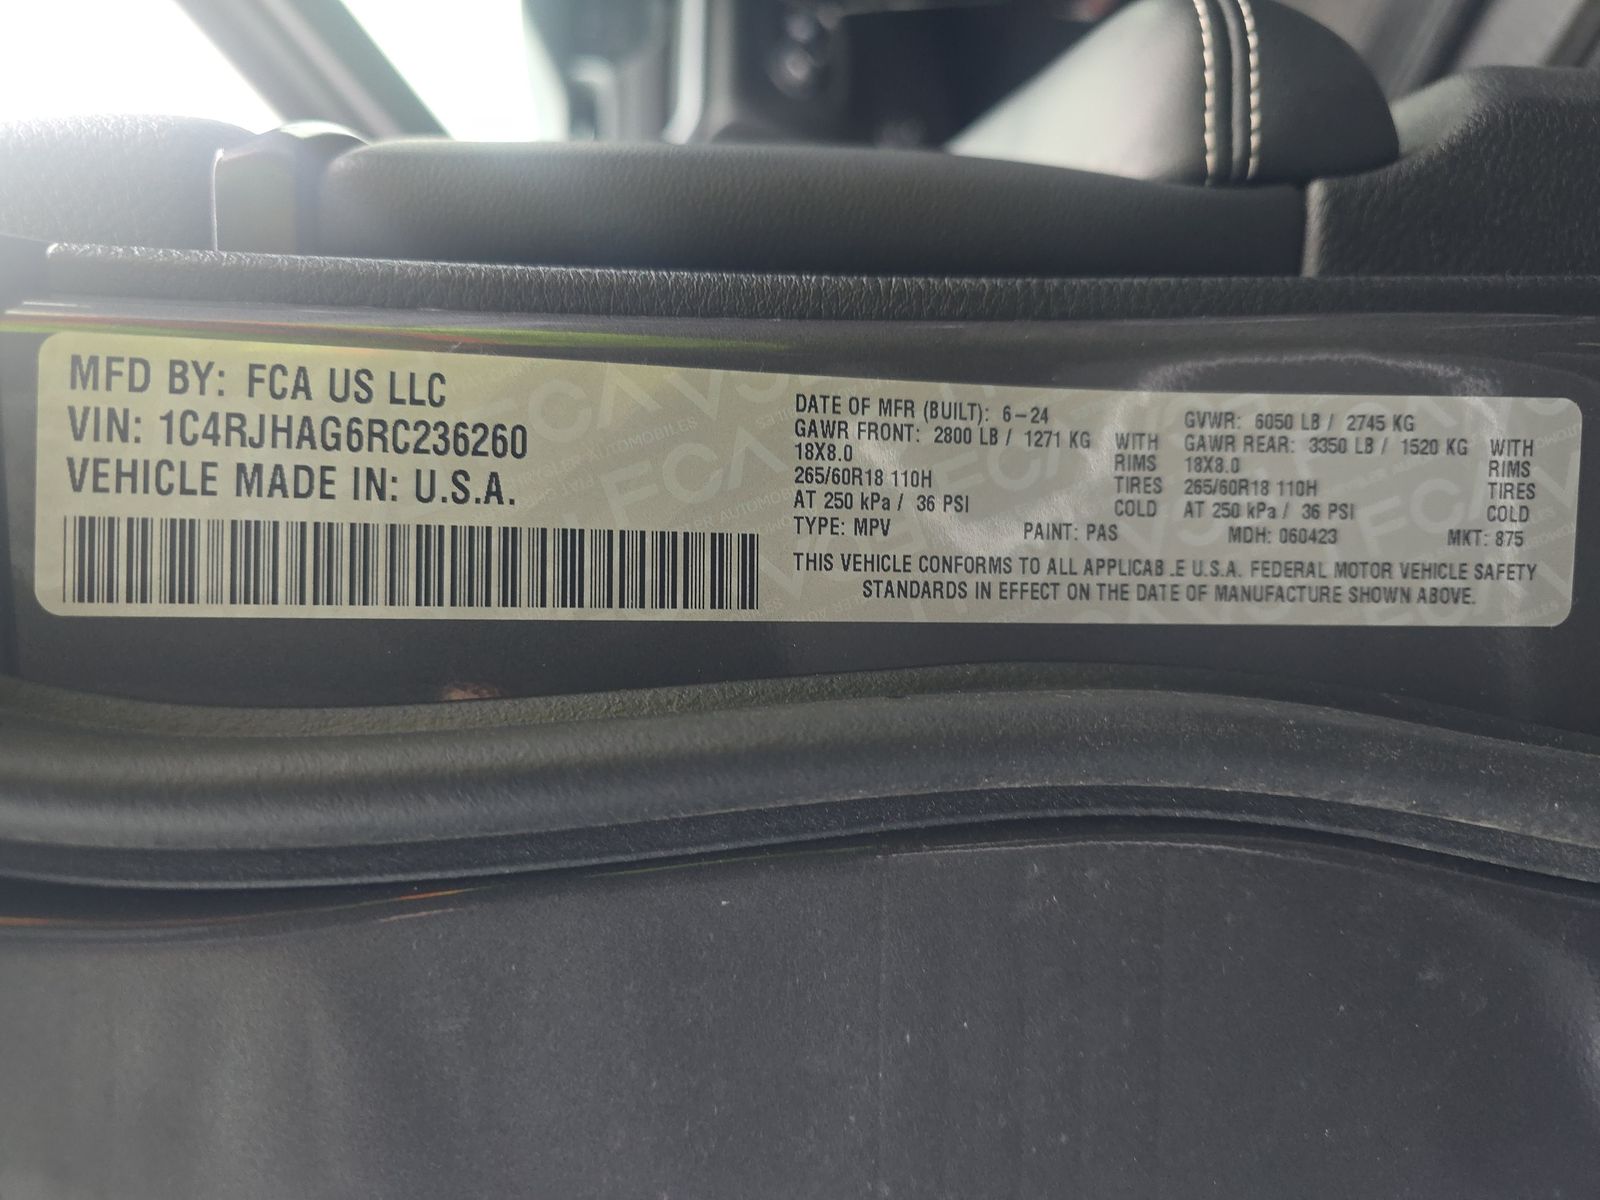 MFD BY: FCA US LLC
VIN: 1C4RJHAG6RC236260
VEHICLE MADE IN: U.S.A.
DATE OF MFR (BUILT): 6-24
GAWR FRONT: 2800 LB / 1271 KG WITH
18X8.0 RIMS
265/60R18 110H TIRES
AT 250 kPa / 36 PSI COLD
GVWR: 6050 LB / 2745 KG
GAWR REAR: 3350 LB / 1520 KG WITH
18X8.0 RIMS
265/60R18 110H TIRES
AT 250 kPa / 36 PSI COLD
TYPE: MPV PAINT: PAS MDH: 060423 MKT: 875
THIS VEHICLE CONFORMS TO ALL APPLICAB.E U.S.A. FEDERAL MOTOR VEHICLE SAFETY
STANDARDS IN EFFECT ON THE DATE OF MANUFACTURE SHOWN ABOVE.